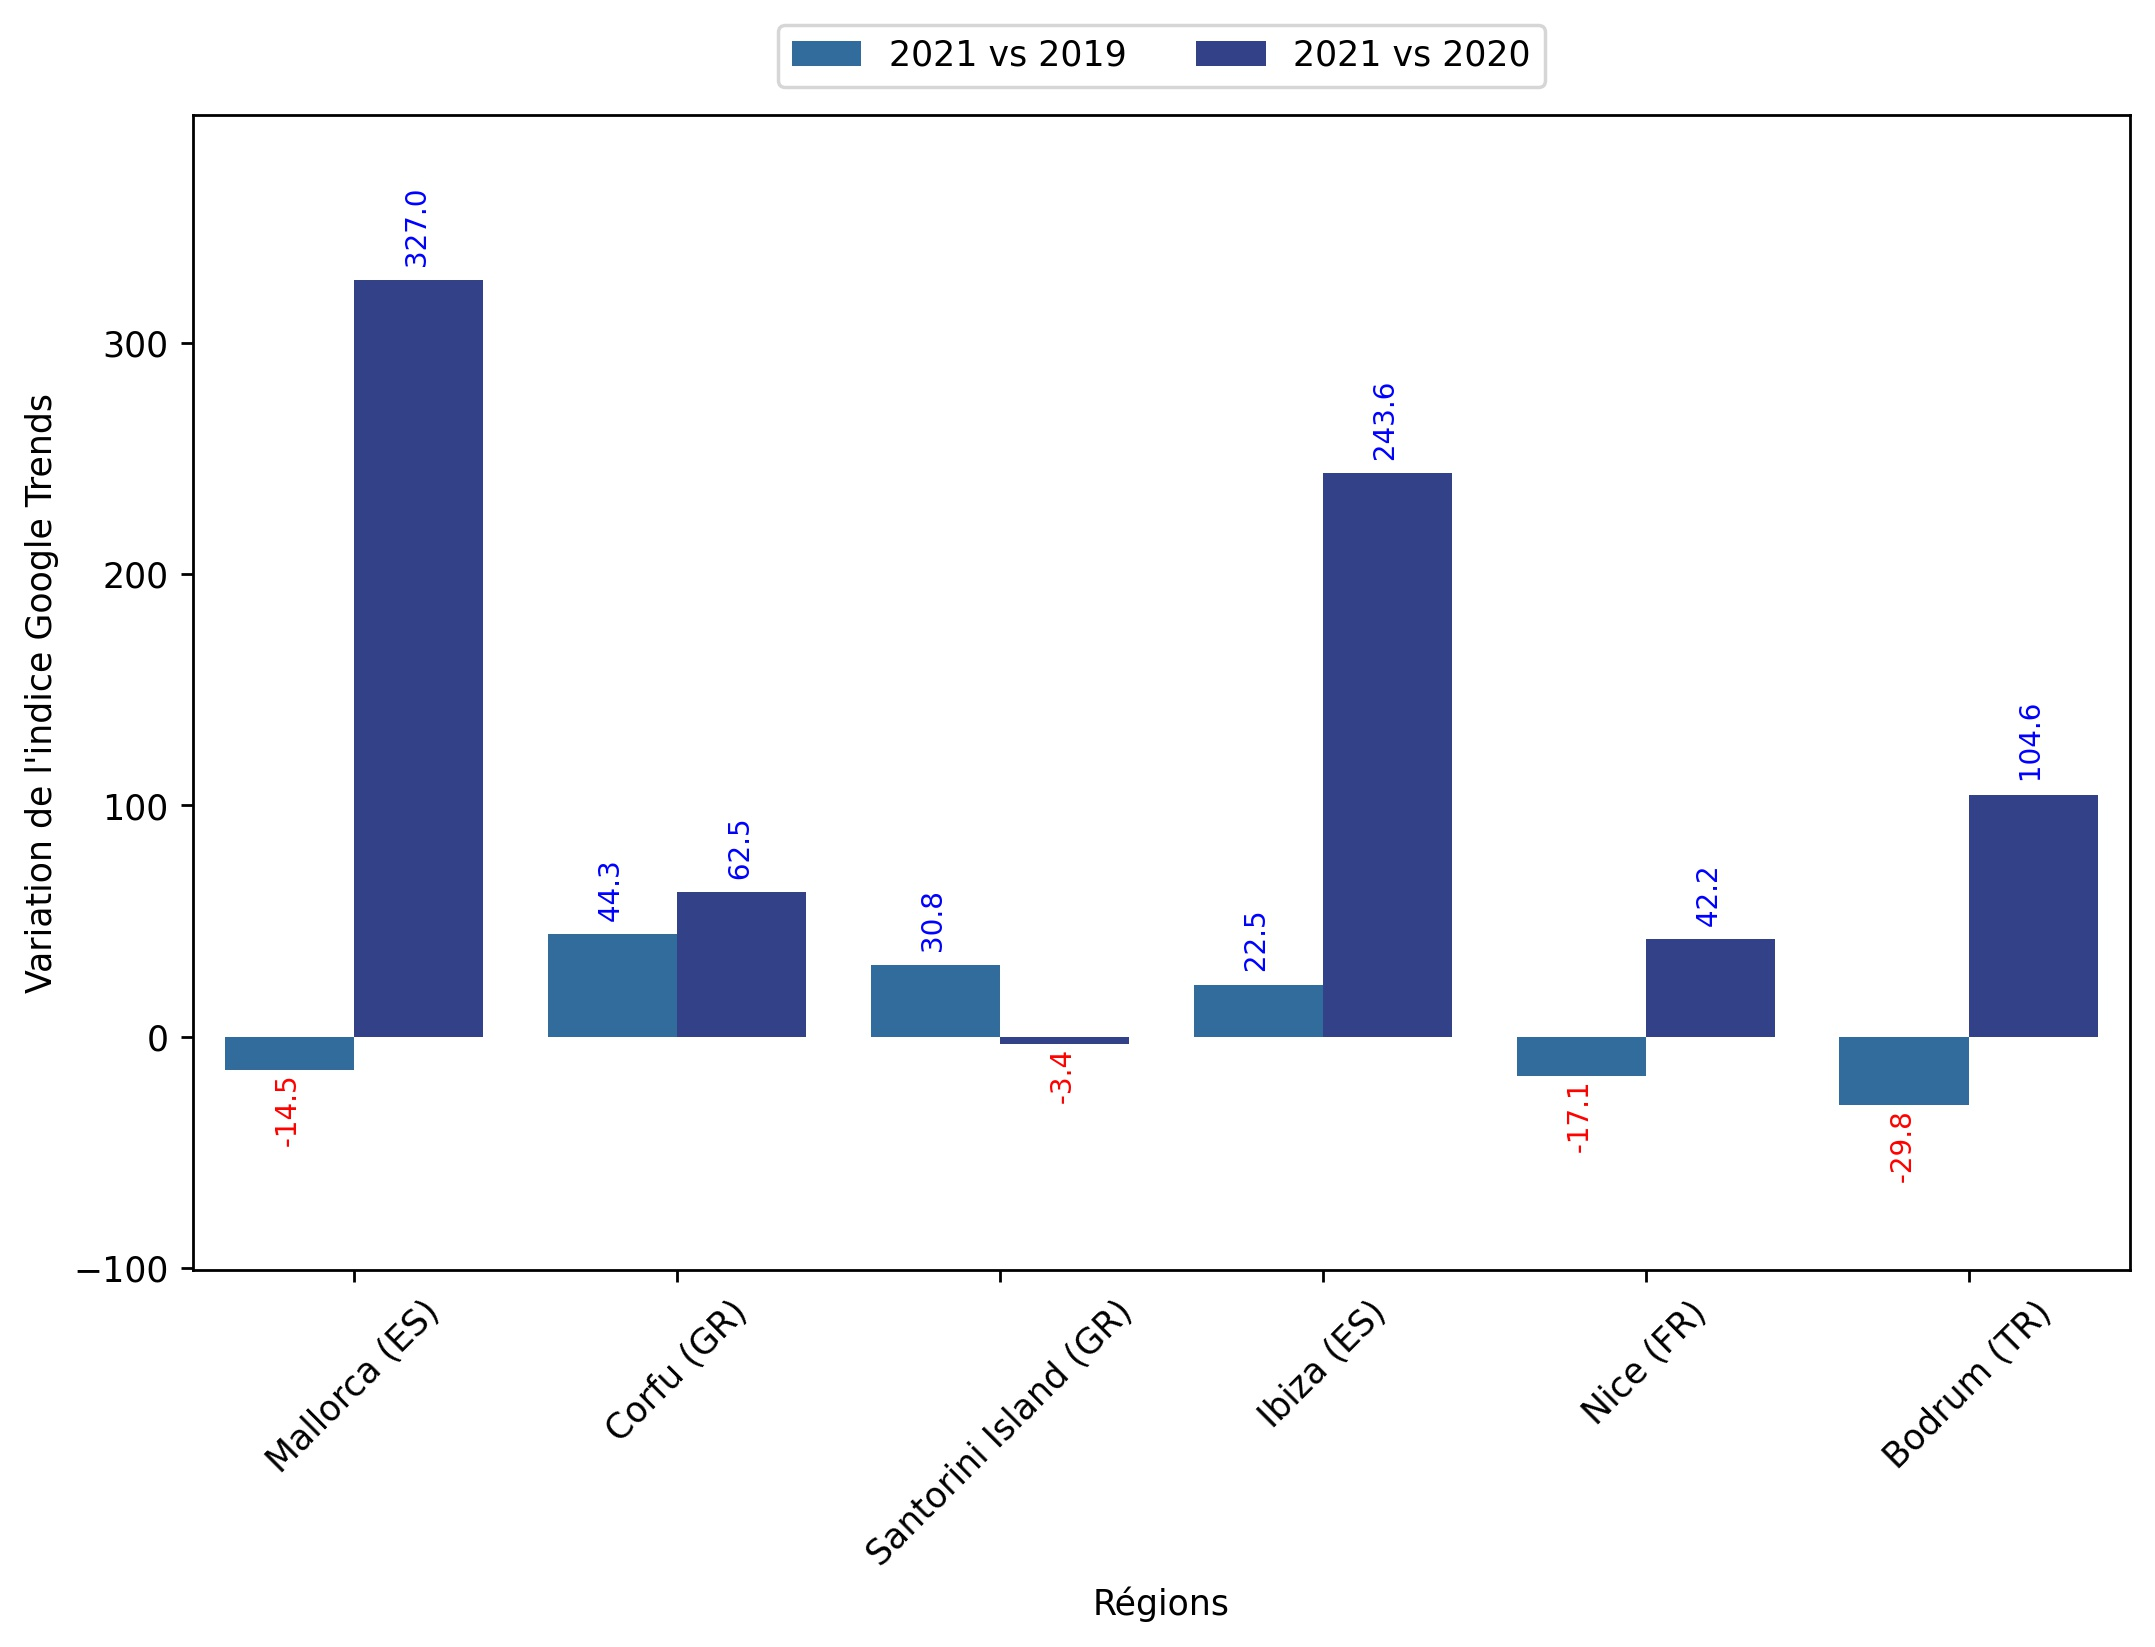 2021 vs 2019
2021 vs 2020
Variation de l'indice Google Trends
300
200
100
0
−100
-14.5
327.0
44.3
62.5
30.8
-3.4
22.5
243.6
-17.1
42.2
-29.8
104.6
Mallorca (ES)
Corfu (GR)
Santorini Island (GR)
Ibiza (ES)
Nice (FR)
Bodrum (TR)
Régions